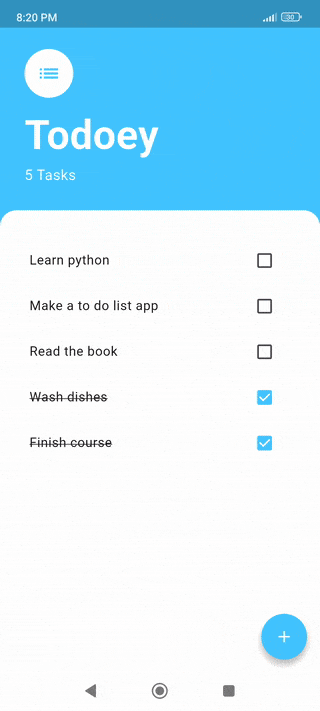 8:20 PM
Todoey
5 Tasks
Learn python
Make a to do list app
Read the book
Wash dishes
Finish course
+